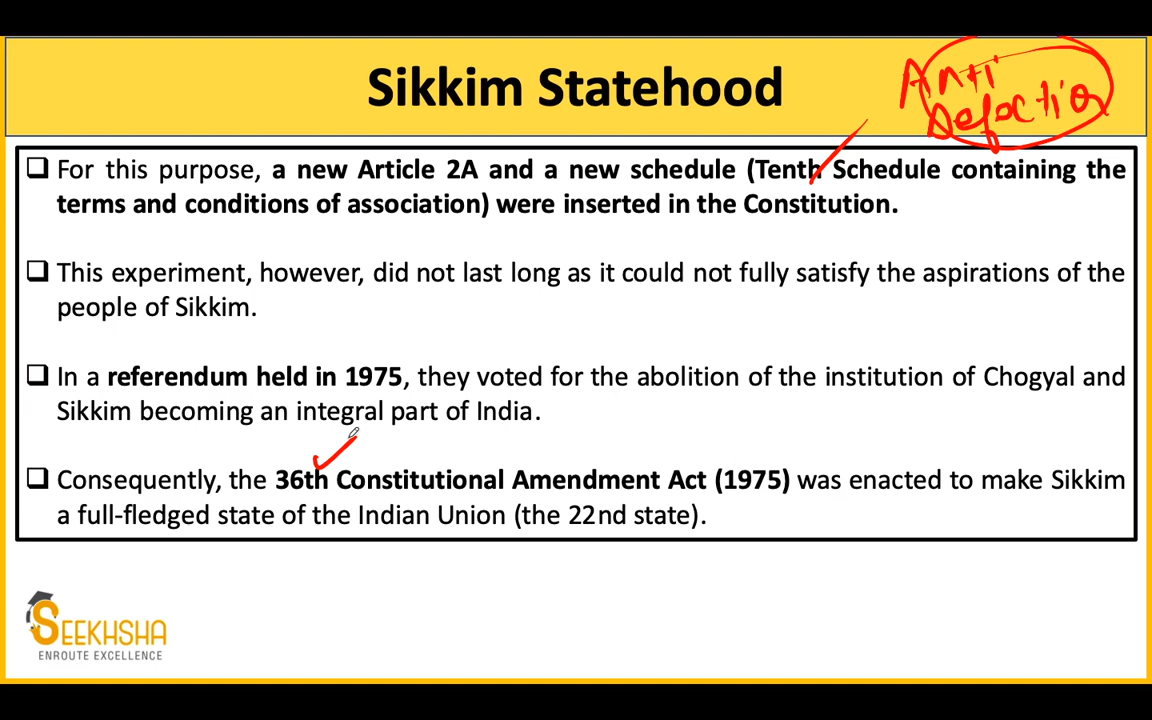 Sikkim Statehood
Anti
Defectio
❑ For this purpose, a new Article 2A and a new schedule (Tenth Schedule containing the
terms and conditions of association) were inserted in the Constitution.
❑ This experiment, however, did not last long as it could not fully satisfy the aspirations of the
people of Sikkim.
❑ In a referendum held in 1975, they voted for the abolition of the institution of Chogyal and
Sikkim becoming an integral part of India.
❑ Consequently, the 36th Constitutional Amendment Act (1975) was enacted to make Sikkim
a full-fledged state of the Indian Union (the 22nd state).
SEEKHSHA
ENROUTE EXCELLENCE